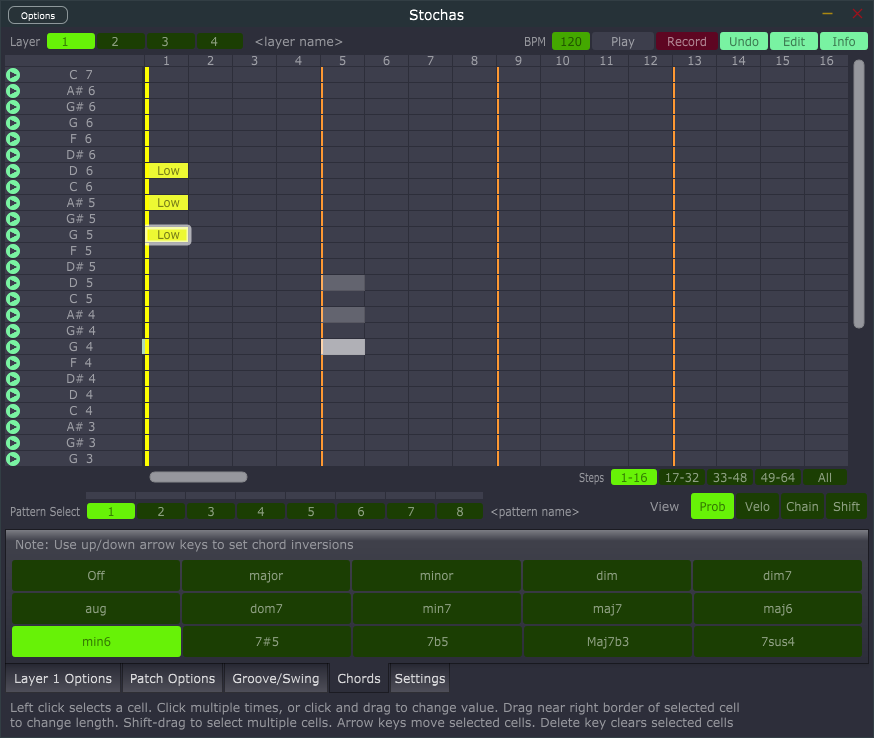 Options
Stochas
Layer 1 2 3 4 <layer name> BPM 120 Play Record Undo Edit Info
1 2 3 4 5 6 7 8 9 10 11 12 13 14 15 16
C 7
A# 6
G# 6
G 6
F 6
D# 6
D 6 Low
C 6
A# 5 Low
G# 5
G 5 Low
F 5
D# 5
D 5
C 5
A# 4
G# 4
G 4
F 4
D# 4
D 4
C 4
A# 3
G# 3
G 3
Steps 1-16 17-32 33-48 49-64 All
Pattern Select 1 2 3 4 5 6 7 8 <pattern name> View Prob Velo Chain Shift
Note: Use up/down arrow keys to set chord inversions
Off major minor dim dim7
aug dom7 min7 maj7 maj6
min6 7#5 7b5 Maj7b3 7sus4
Layer 1 Options Patch Options Groove/Swing Chords Settings
Left click selects a cell. Click multiple times, or click and drag to change value. Drag near right border of selected cell
to change length. Shift-drag to select multiple cells. Arrow keys move selected cells. Delete key clears selected cells